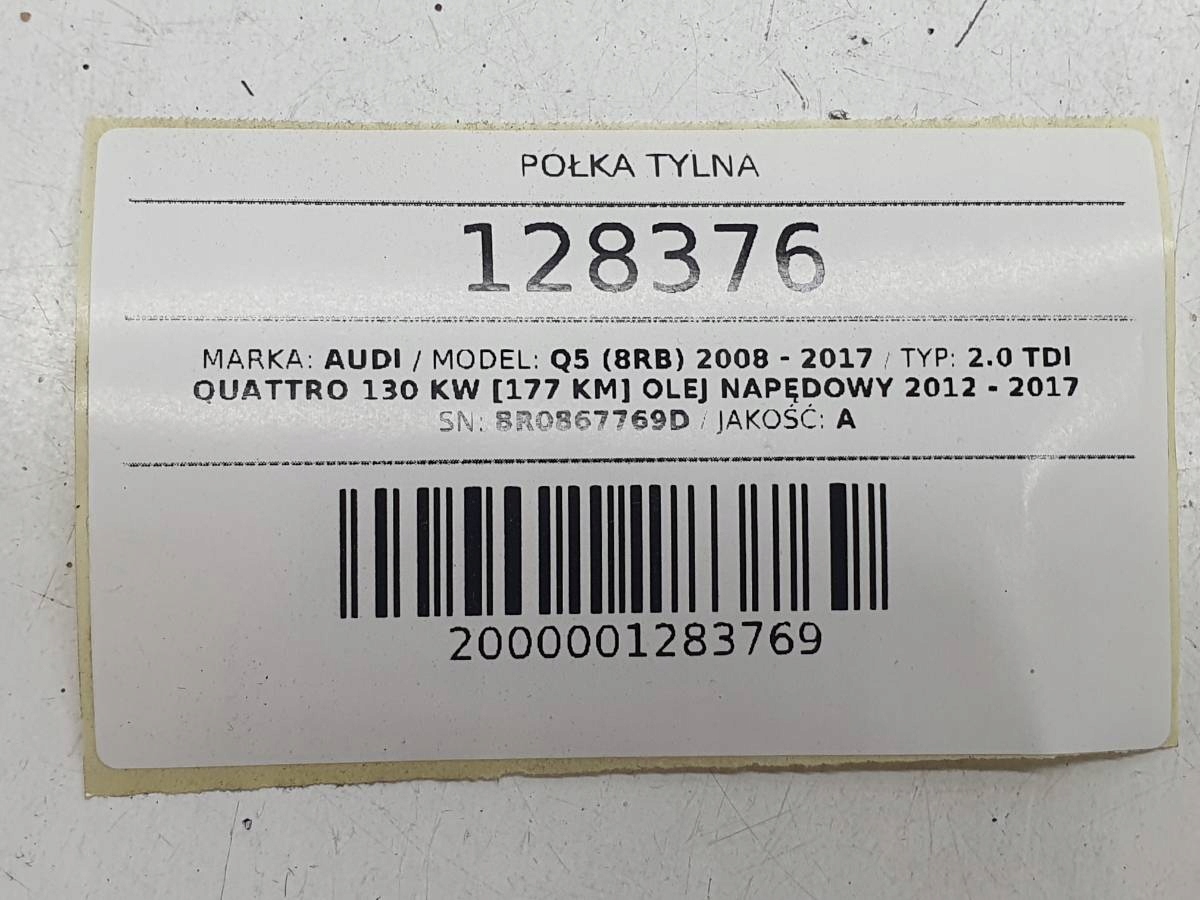 PÓŁKA TYLNA
128376
MARKA: AUDI / MODEL: Q5 (8RB) 2008 - 2017 / TYP: 2.0 TDI
QUATTRO 130 KW [177 KM] OLEJ NAPĘDOWY 2012 - 2017
SN: 8R0867769D / JAKOŚĆ: A
2000001283769